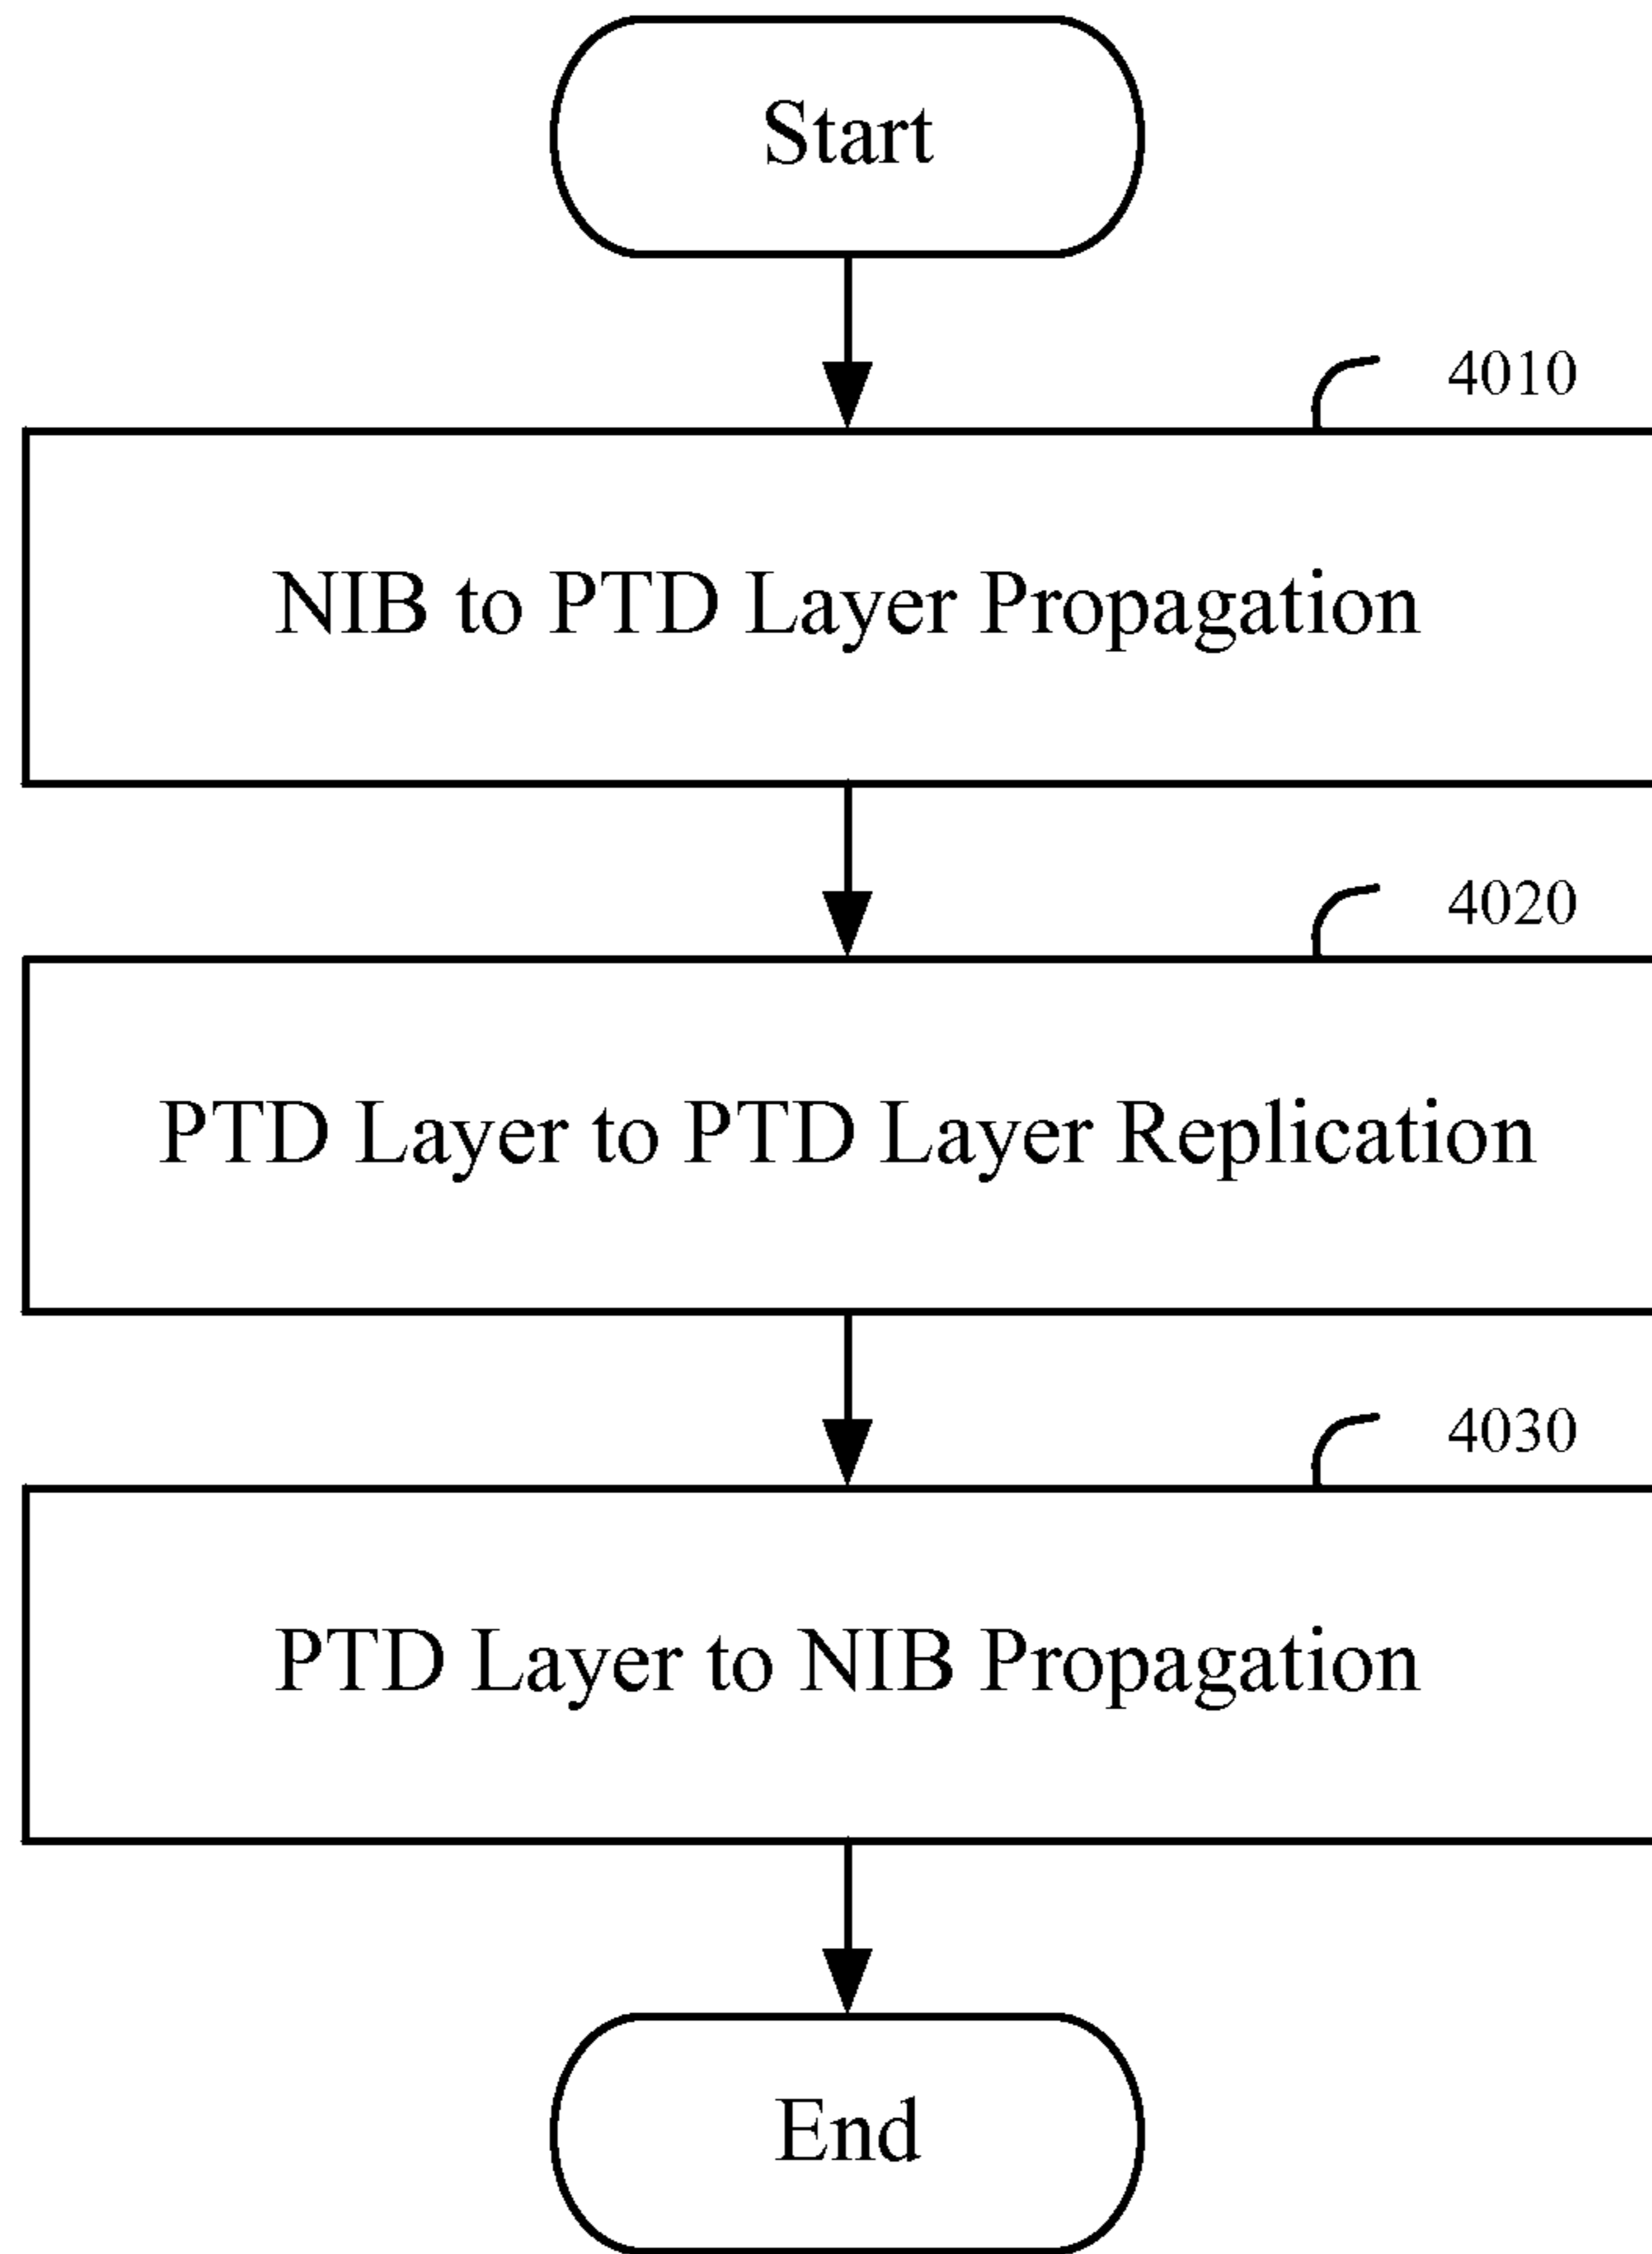 Start
4010
NIB to PTD Layer Propagation
4020
PTD Layer to PTD Layer Replication
4030
PTD Layer to NIB Propagation
End